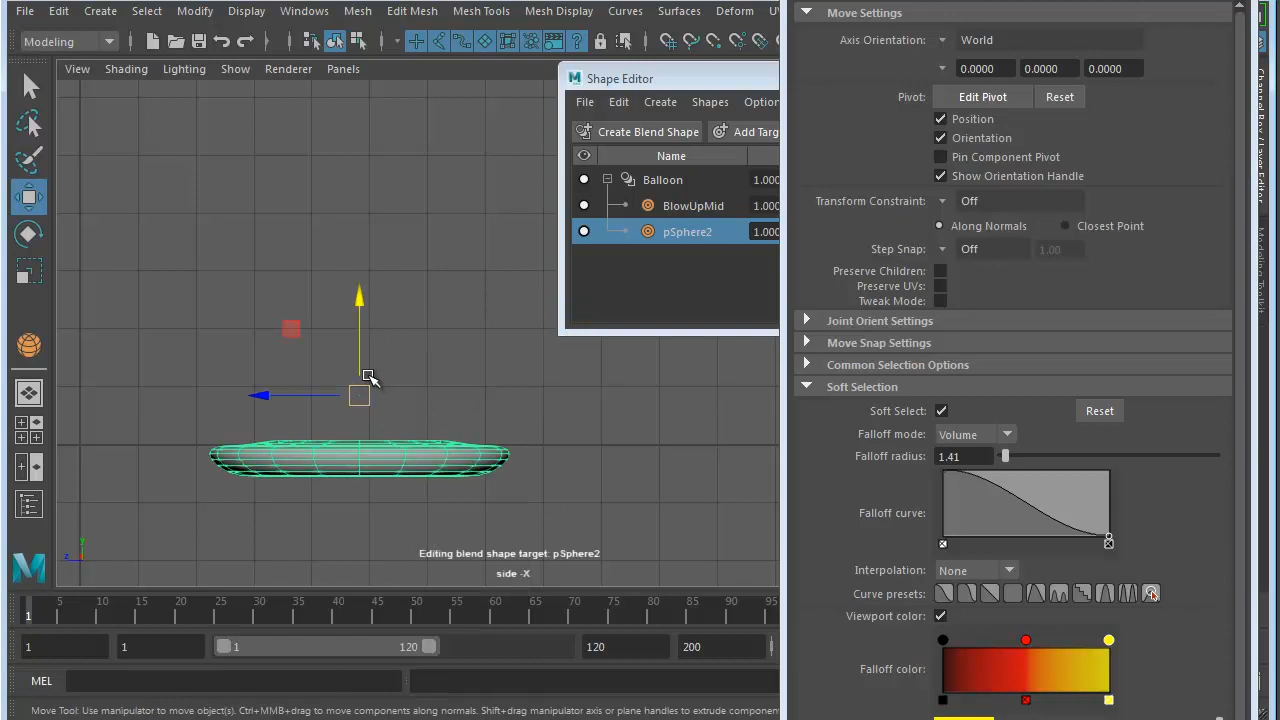 File Edit Create Select Modify Display Windows Mesh Edit Mesh Mesh Tools Mesh Display Curves Surfaces Deform
Modeling
View Shading Lighting Show Renderer Panels
Shape Editor
File Edit Create Shapes
Create Blend Shape
Name
Balloon 1.000
BlowUpMid 1.000
pSphere2 1.000
Editing blend shape target: pSphere2
side -X
y
z
5 10 15 20 25 30 35 40 45 50 55 60 65 70 75 80 85 90 95
1
1 1 1 120 120 200
MEL
Move Tool: Use manipulator to move object(s). Ctrl+MMB+drag to move components along normals. Shift+drag manipulator axis or plane handles to extrude component
Move Settings
Axis Orientation: World
0.0000 0.0000 0.0000
Pivot: Edit Pivot Reset
Position
Orientation
Pin Component Pivot
Show Orientation Handle
Transform Constraint: Off
Along Normals Closest Point
Step Snap: Off 1.00
Preserve Children:
Preserve UVs:
Tweak Mode:
Joint Orient Settings
Move Snap Settings
Common Selection Options
Soft Selection
Soft Select: Reset
Falloff mode: Volume
Falloff radius: 1.41
Falloff curve:
Interpolation: None
Curve presets:
Viewport color:
Falloff color:
Channel Box / Layer Editor
Modeling Toolkit